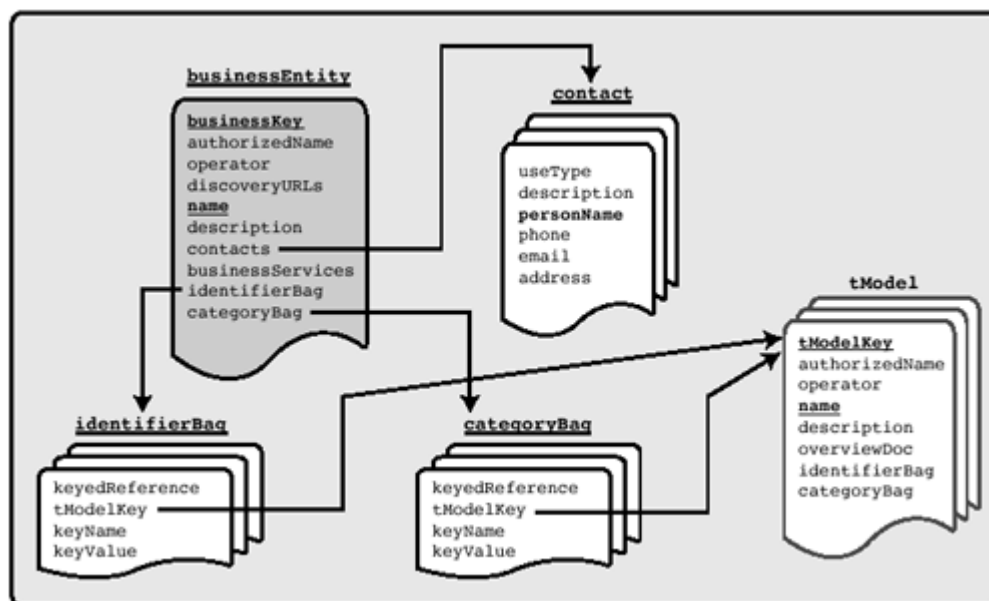 businessEntity
businessKey
authorizedName
operator
discoveryURLs
name
description
contacts
businessServices
identifierBag
categoryBag
contact
useType
description
personName
phone
email
address
tModel
tModelKey
authorizedName
operator
name
description
overviewDoc
identifierBag
categoryBag
identifierBag
keyedReference
tModelKey
keyName
keyValue
categoryBag
keyedReference
tModelKey
keyName
keyValue